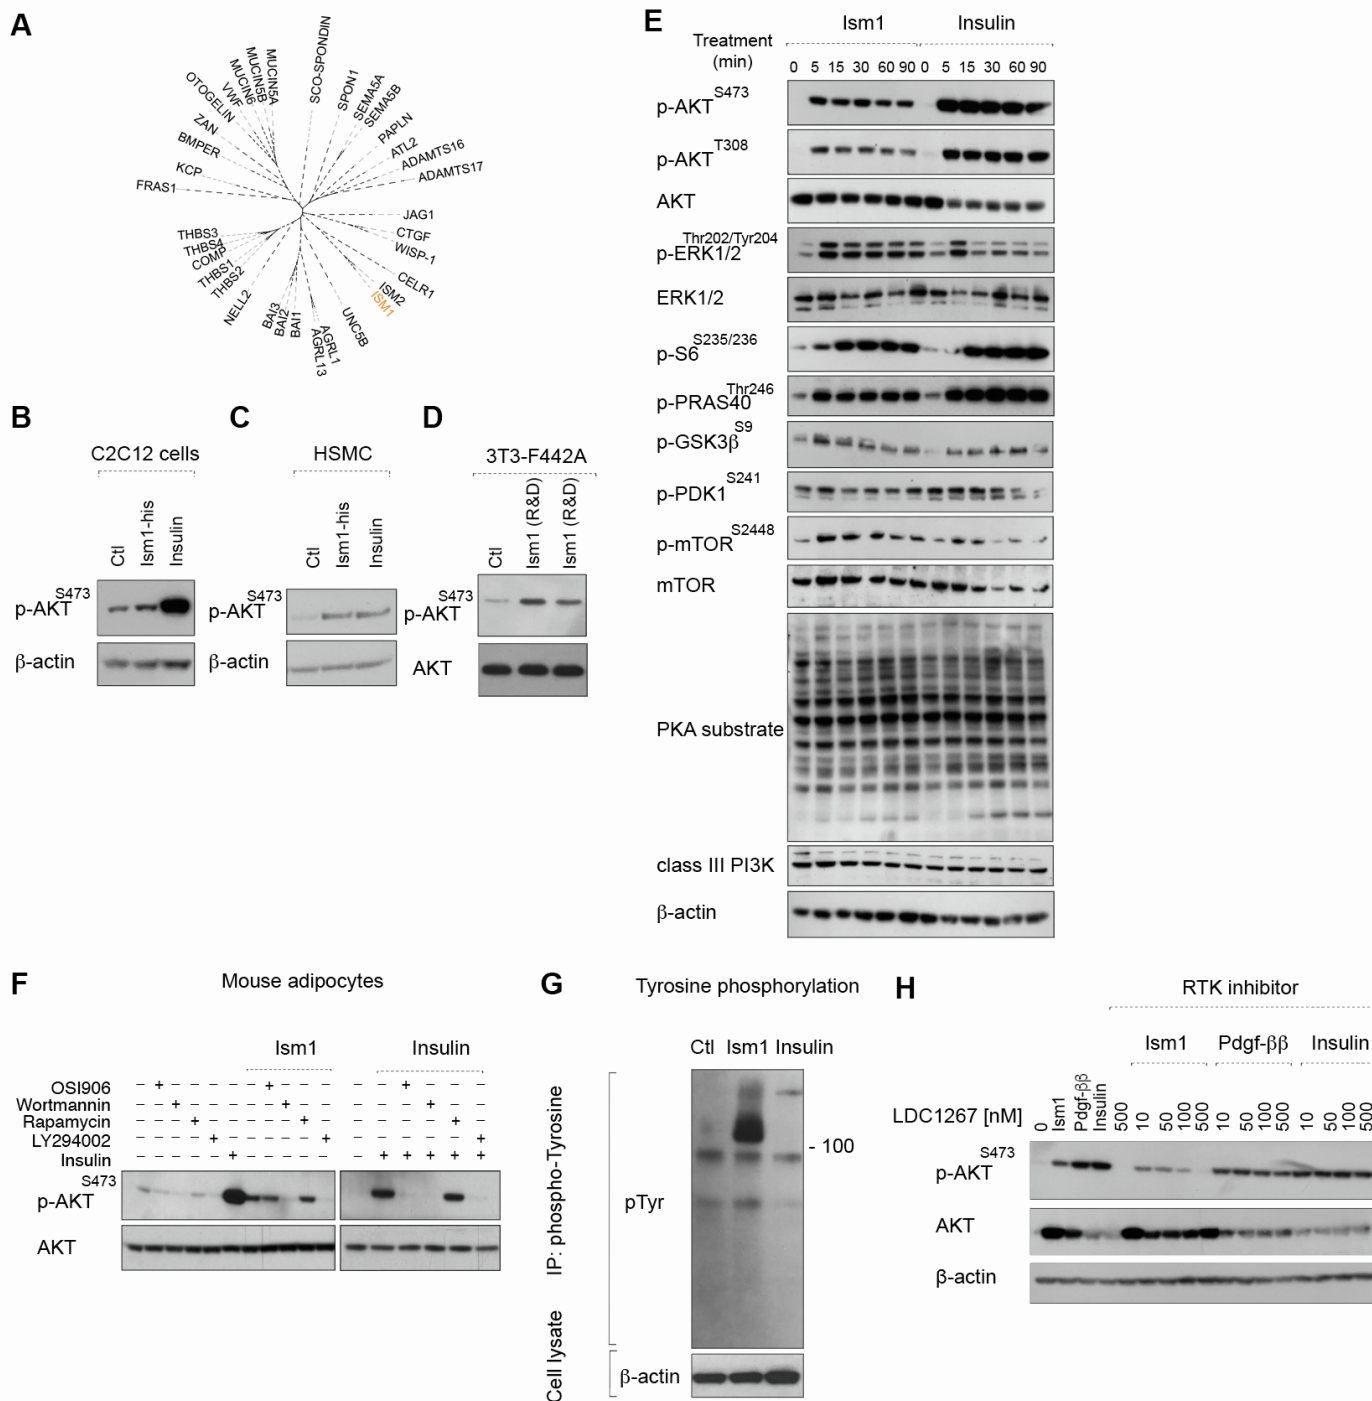 A
MUCIN5A
MUCIN5B
MUCIN6
VWF
OTOGELIN
ZAN
BMPER
KCP
FRAS1
SCO-SPONDIN
SPON1
SEMA5A
SEMA5B
PAPLN
ATL2
ADAMTS16
ADAMTS17
JAG1
CTGF
WISP-1
CELR1
ISM2
ISM1
UNC5B
AGRL1
AGRL13
BAI1
BAI2
BAI3
NELL2
THBS2
THBS1
COMP
THBS4
THBS3
B
C2C12 cells
Ctl
Ism1-his
Insulin
p-AKT S473
β-actin
C
HSMC
Ctl
Ism1-his
Insulin
p-AKT S473
β-actin
D
3T3-F442A
Ctl
Ism1 (R&D)
Ism1 (R&D)
p-AKT S473
AKT
E
Ism1 Insulin
Treatment
(min)
0 5 15 30 60 90 0 5 15 30 60 90
p-AKT S473
p-AKT T308
AKT
p-ERK1/2 Thr202/Tyr204
ERK1/2
p-S6 S235/236
p-PRAS40 Thr246
p-GSK3β S9
p-PDK1 S241
p-mTOR S2448
mTOR
PKA substrate
class III PI3K
β-actin
F
Mouse adipocytes
Ism1 Insulin
OSI906 – + – – – – – + – – – – – + – – –
Wortmannin – – + – – – – – + – – – – – + – –
Rapamycin – – – + – – – – – + – – – – – + –
LY294002 – – – – + – – – – – + – – – – – +
Insulin – – – – – + – – – – – – + + + + +
p-AKT S473
AKT
G
Tyrosine phosphorylation
Ctl Ism1 Insulin
IP: phospho-Tyrosine
pTyr
- 100
Cell lysate
β-actin
H
RTK inhibitor
Ism1 Pdgf-ββ Insulin
LDC1267 [nM] 0 Ism1 Pdgf-ββ Insulin 500 10 50 100 500 10 50 100 500 10 50 100 500
p-AKT S473
AKT
β-actin